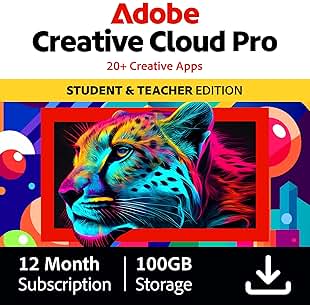 Adobe
Creative Cloud Pro
20+ Creative Apps
STUDENT & TEACHER EDITION
12 Month
Subscription
100GB
Storage